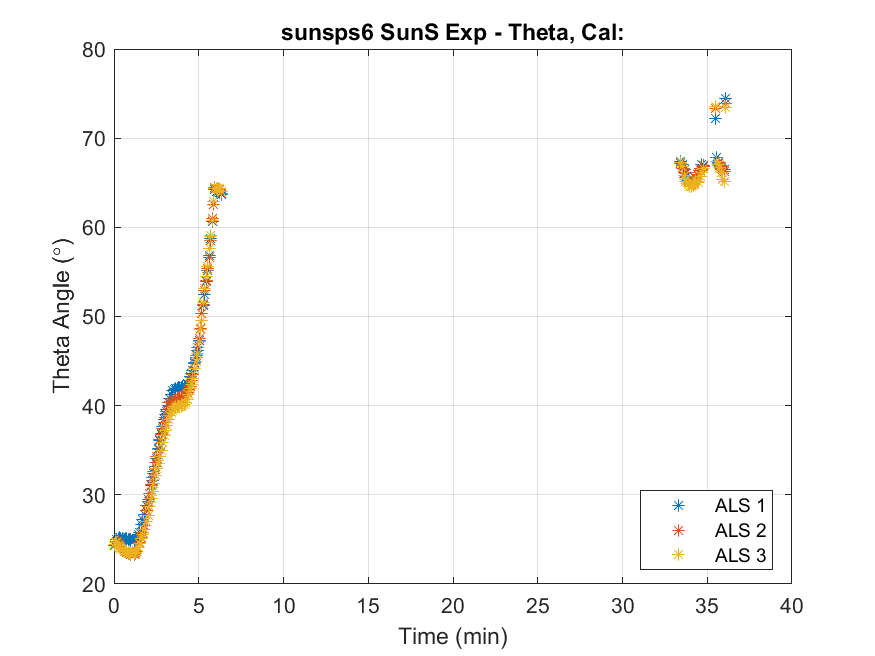 sunsps6 SunS Exp - Theta, Cal:
80
70
60
50
40
30
20
Theta Angle (°)
0 5 10 15 20 25 30 35 40
Time (min)
ALS 1
ALS 2
ALS 3